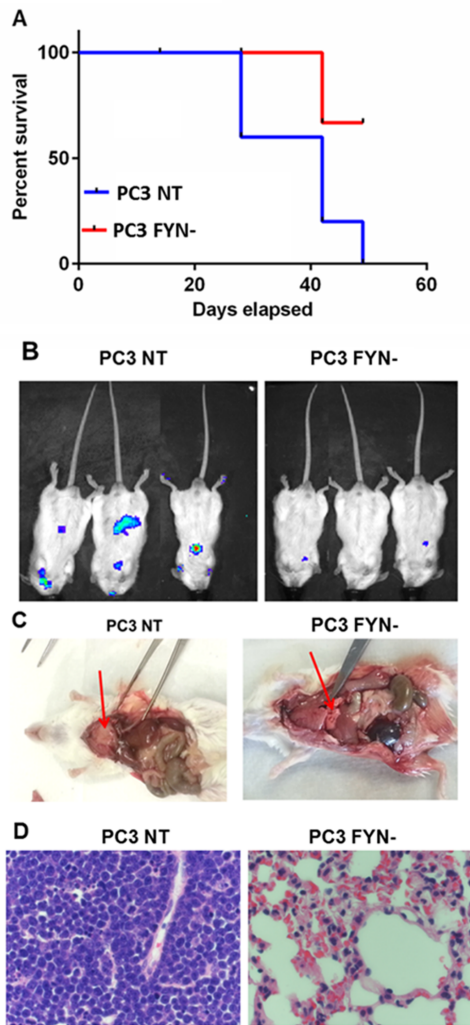 A
100
50
0
Percent survival
PC3 NT
PC3 FYN-
0 20 40 60
Days elapsed
B
PC3 NT PC3 FYN-
C
PC3 NT PC3 FYN-
D
PC3 NT PC3 FYN-